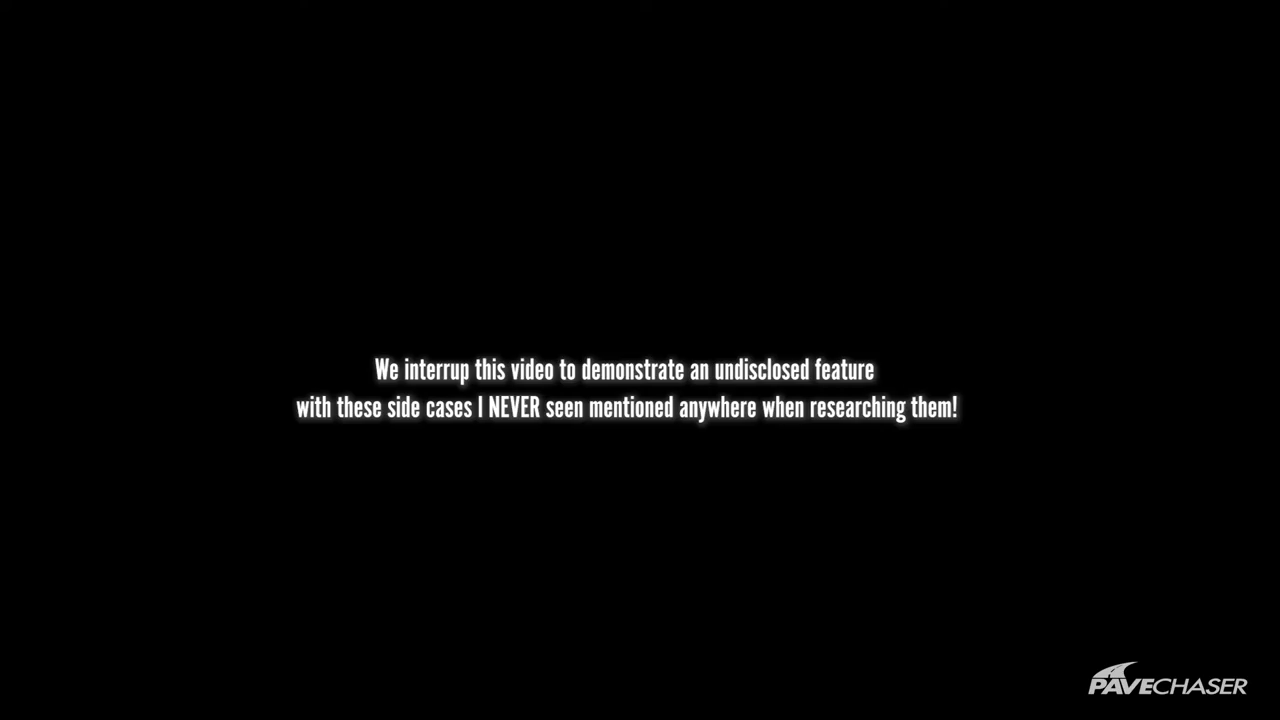 We interrup this video to demonstrate an undisclosed feature
with these side cases I NEVER seen mentioned anywhere when researching them!
PAVECHASER